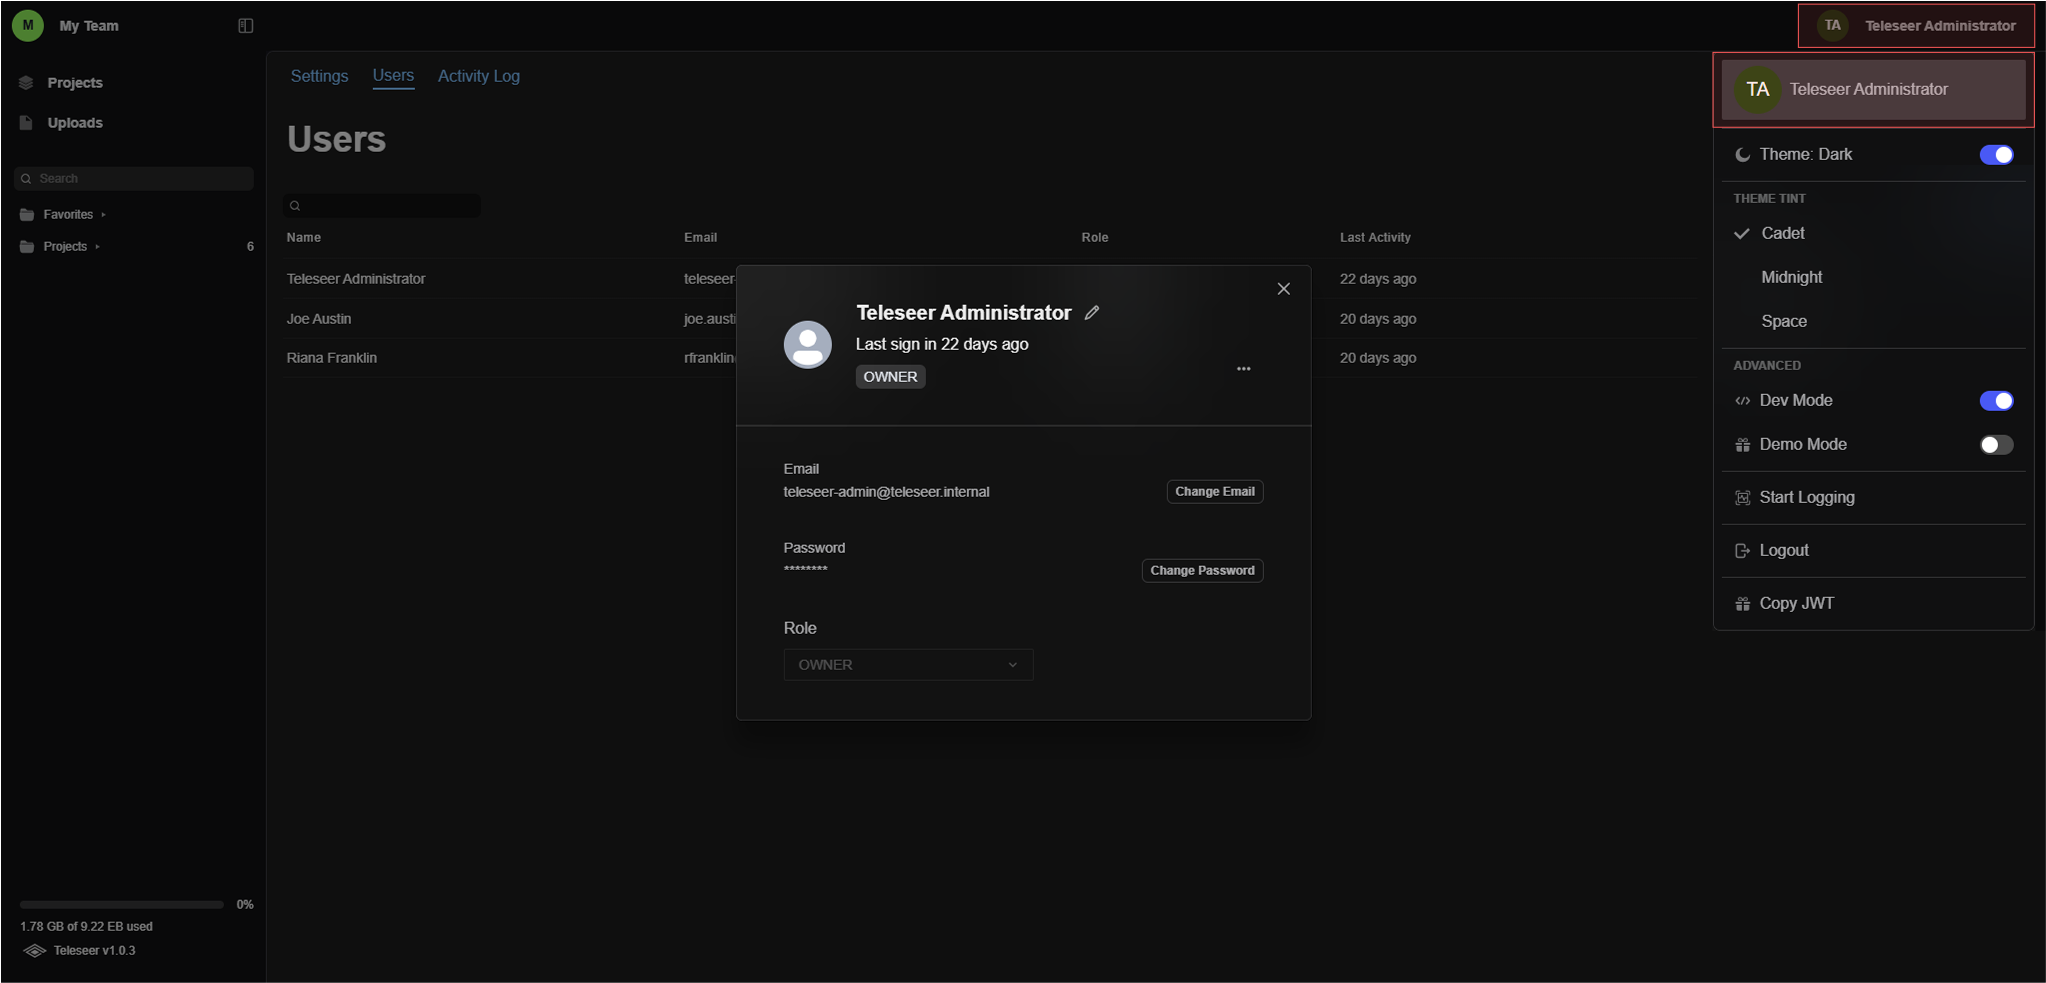 M My Team
TA Teleseer Administrator
Projects
Uploads
Search
Favorites
Projects 6
0%
1.78 GB of 9.22 EB used
Teleseer v1.0.3
Settings Users Activity Log
Users
Name Email Role Last Activity
Teleseer Administrator teleseer- 22 days ago
Joe Austin joe.austi 20 days ago
Riana Franklin rfranklin 20 days ago
Teleseer Administrator
Last sign in 22 days ago
OWNER
Email
teleseer-admin@teleseer.internal
Change Email
Password
********
Change Password
Role
OWNER
TA Teleseer Administrator
Theme: Dark
THEME TINT
Cadet
Midnight
Space
ADVANCED
</> Dev Mode
Demo Mode
Start Logging
Logout
Copy JWT